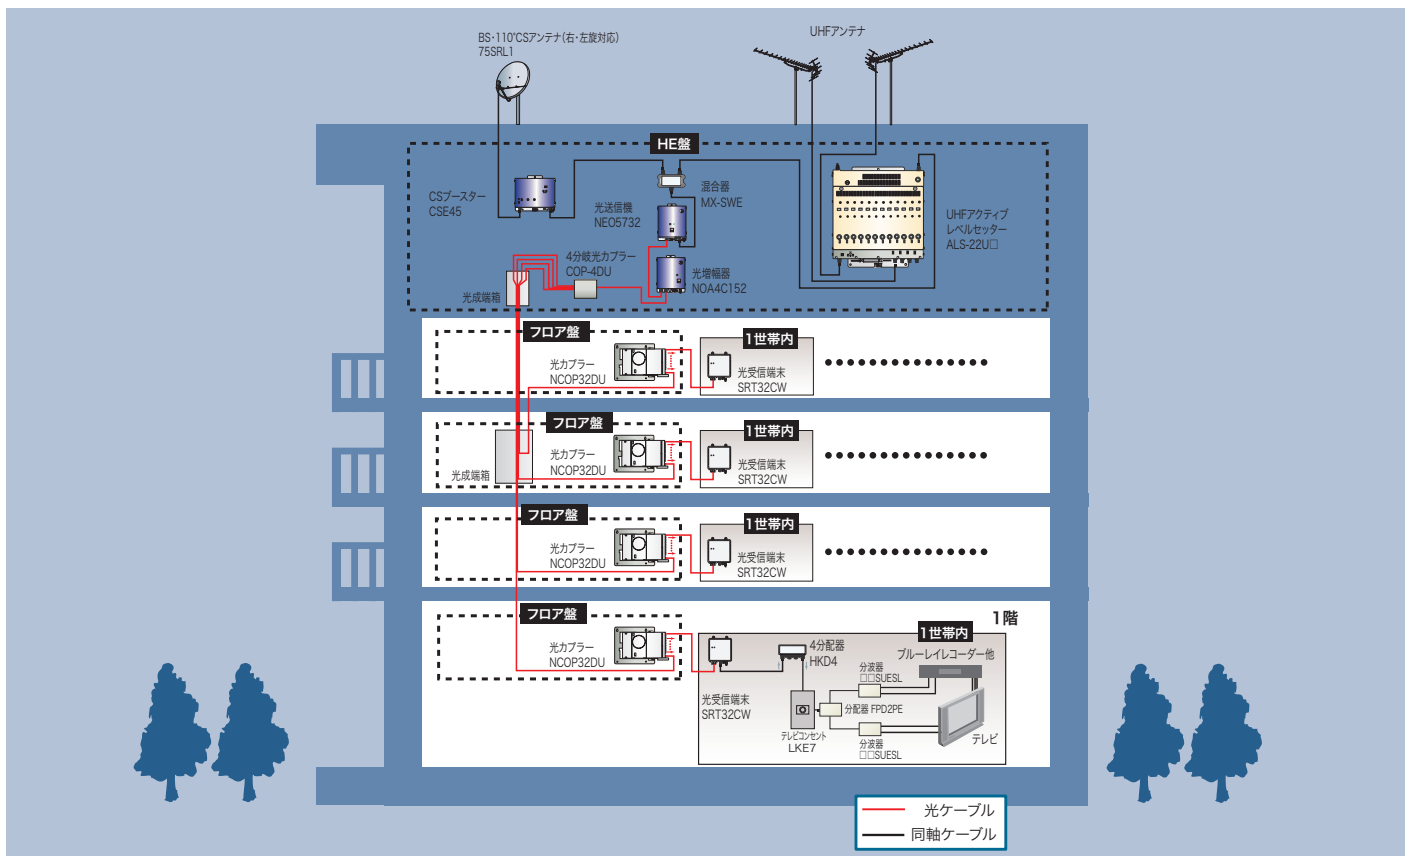 BS・110°CSアンテナ（右・左旋対応）
75SRL1
UHFアンテナ
HE盤
CSブースター
CSE45
光送信機
NEO5732
混合器
MX-SWE
UHFアクティブ
レベルセッター
ALS-22U□
4分岐光カプラー
COP-4DU
光増幅器
NOA4C152
光成端箱
フロア盤
光カプラー
NCOP32DU
1世帯内
光受信端末
SRT32CW
フロア盤
光カプラー
NCOP32DU
光成端箱
1世帯内
光受信端末
SRT32CW
フロア盤
光カプラー
NCOP32DU
1世帯内
光受信端末
SRT32CW
1階
フロア盤
光カプラー
NCOP32DU
1世帯内
光受信端末
SRT32CW
4分配器
HKD4
ブルーレイレコーダー他
分波器
□□SUESL
分配器 FPD2PE
テレビコンセント
LKE7
分波器
□□SUESL
テレビ
光ケーブル
同軸ケーブル